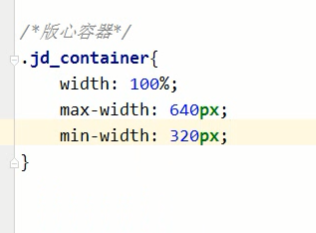 /*版心容器*/
.jd_container{
    width: 100%;
    max-width: 640px;
    min-width: 320px;
}